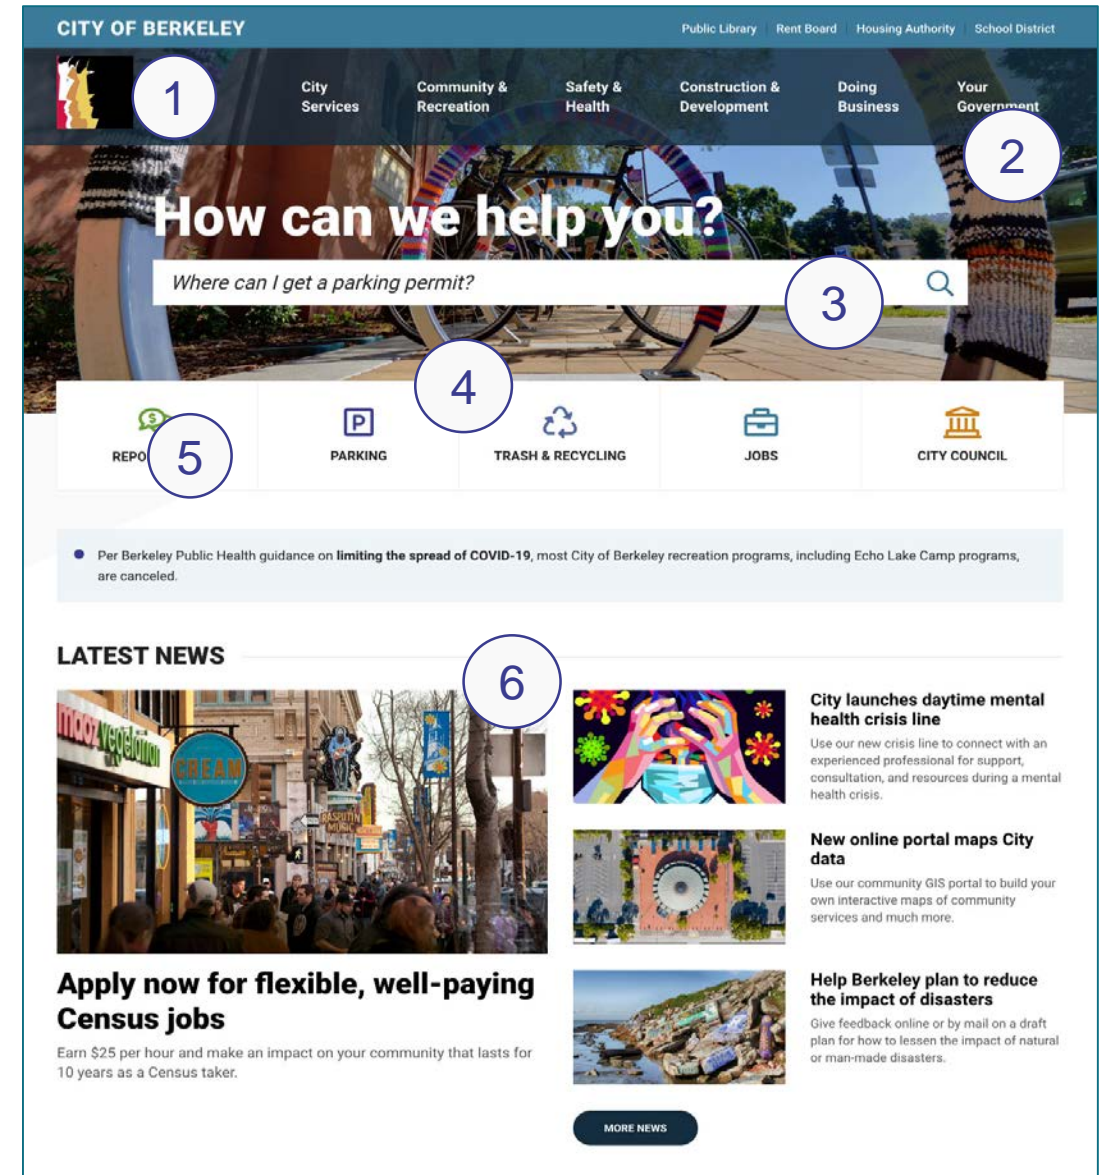 CITY OF BERKELEY
Public Library
Rent Board
Housing Authority
School District
1
City
Services
Community &
Recreation
Safety &
Health
Construction &
Development
Doing
Business
Your
Government
2
How can we help you?
Where can I get a parking permit?
3
4
5
REPO
PARKING
TRASH & RECYCLING
JOBS
CITY COUNCIL
Per Berkeley Public Health guidance on limiting the spread of COVID-19, most City of Berkeley recreation programs, including Echo Lake Camp programs,
are canceled.
LATEST NEWS
6
maoz vegetarian
CREAM
RASPUTIN
MUSIC
Apply now for flexible, well-paying
Census jobs
Earn $25 per hour and make an impact on your community that lasts for
10 years as a Census taker.
City launches daytime mental
health crisis line
Use our new crisis line to connect with an
experienced professional for support,
consultation, and resources during a mental
health crisis.
New online portal maps City
data
Use our community GIS portal to build your
own interactive maps of community
services and much more.
Help Berkeley plan to reduce
the impact of disasters
Give feedback online or by mail on a draft
plan for how to lessen the impact of natural
or man-made disasters.
MORE NEWS